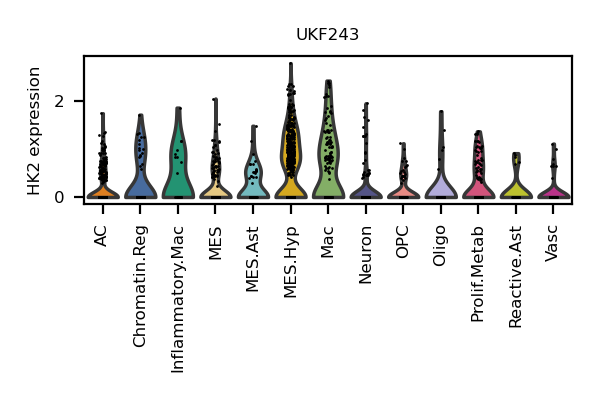 UKF243
HK2 expression
2
0
AC
Chromatin.Reg
Inflammatory.Mac
MES
MES.Ast
MES.Hyp
Mac
Neuron
OPC
Oligo
Prolif.Metab
Reactive.Ast
Vasc